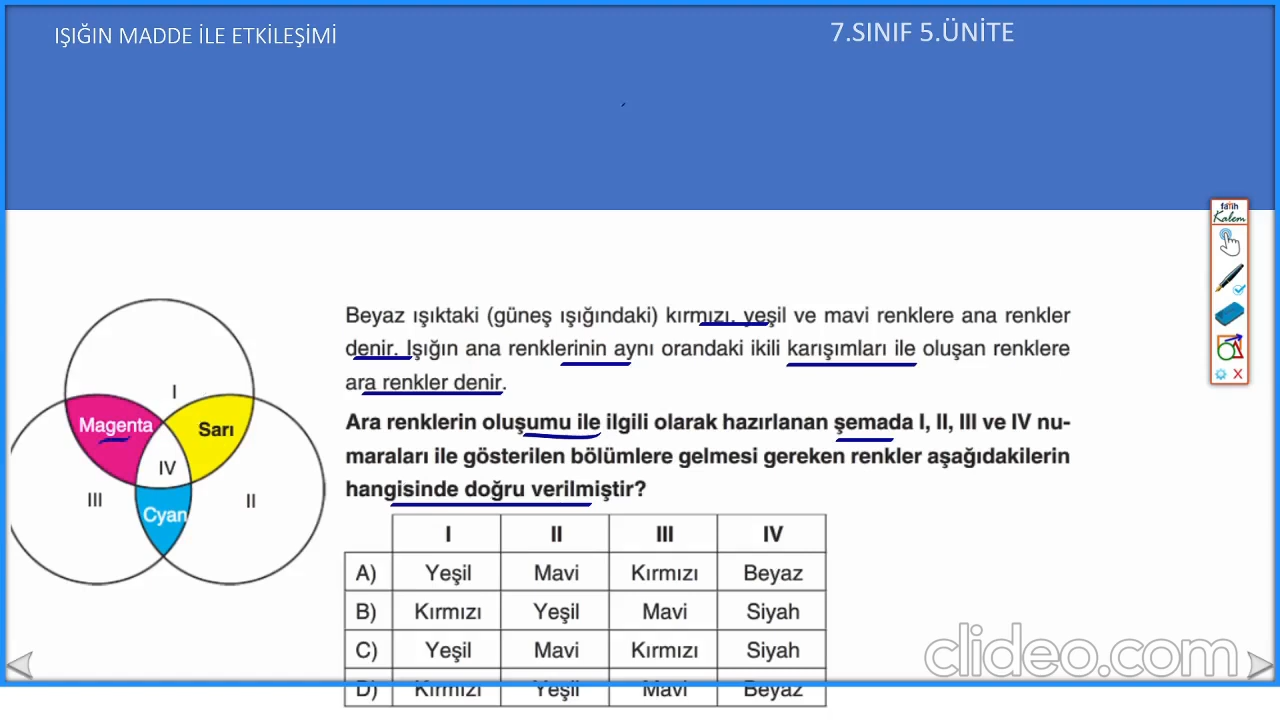 IŞIĞIN MADDE İLE ETKİLEŞİMİ
7.SINIF 5.ÜNİTE
fatih
Kalem
Beyaz ışıktaki (güneş ışığındaki) kırmızı, yeşil ve mavi renklere ana renkler
denir. Işığın ana renklerinin aynı orandaki ikili karışımları ile oluşan renklere
ara renkler denir.
Ara renklerin oluşumu ile ilgili olarak hazırlanan şemada I, II, III ve IV nu-
maraları ile gösterilen bölümlere gelmesi gereken renkler aşağıdakilerin
hangisinde doğru verilmiştir?
I
Magenta
Sarı
IV
III
II
Cyan
I II III IV
A) Yeşil Mavi Kırmızı Beyaz
B) Kırmızı Yeşil Mavi Siyah
C) Yeşil Mavi Kırmızı Siyah
D) Kırmızı Yeşil Mavi Beyaz
clideo.com